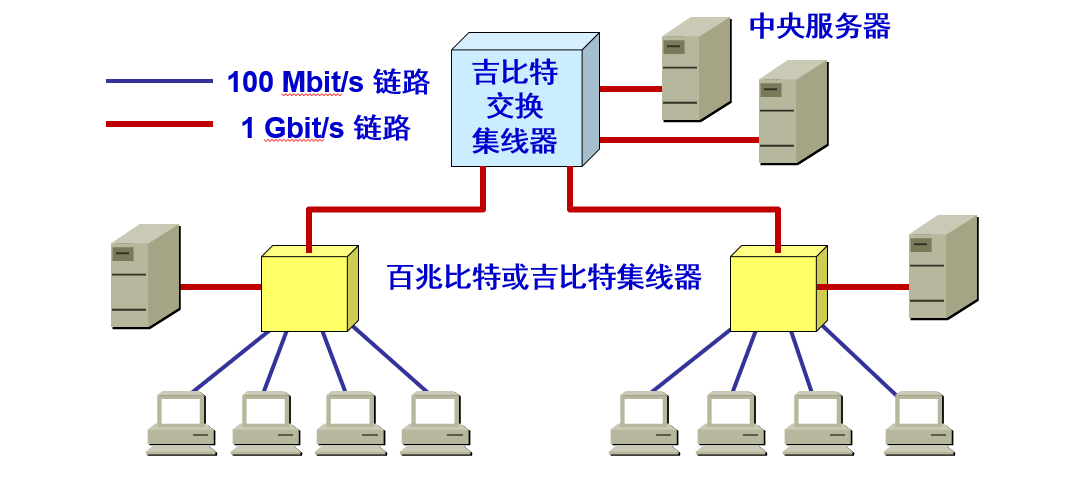 中央服务器
吉比特
交换
集线器
100 Mbit/s 链路
1 Gbit/s 链路
百兆比特或吉比特集线器